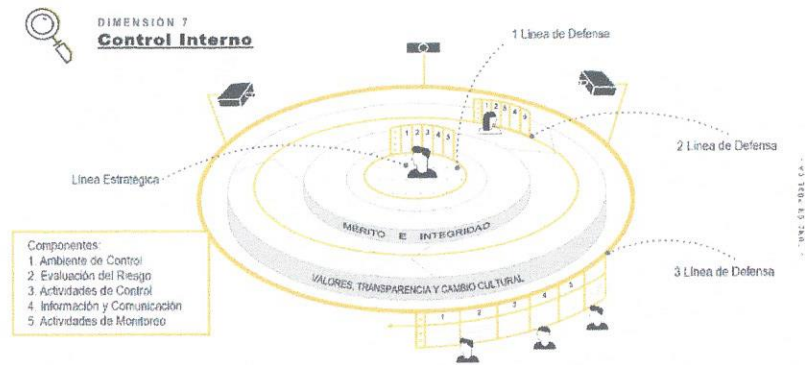 DIMENSIÓN 7
Control Interno
1 Línea de Defensa
1 2 3 4 5
1 2 3 4 5
2 Línea de Defensa
Línea Estratégica
MÉRITO E INTEGRIDAD
VALORES, TRANSPARENCIA Y CAMBIO CULTURAL
3 Línea de Defensa
1 2 3 4 5
Componentes:
1. Ambiente de Control
2. Evaluación del Riesgo
3. Actividades de Control
4. Información y Comunicación
5. Actividades de Monitoreo